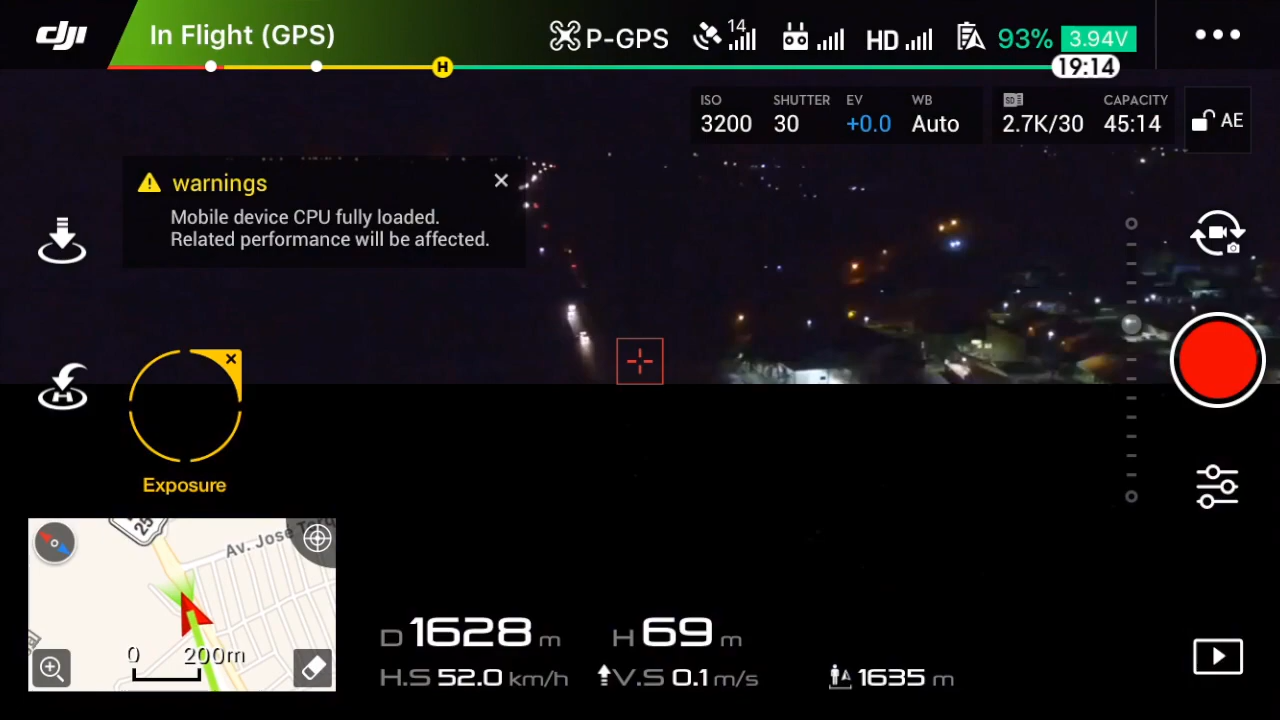 dji
In Flight (GPS)
P-GPS
14
HD
93%
3.94V
H
19:14
ISO
3200
SHUTTER
30
EV
+0.0
WB
Auto
SD
2.7K/30
CAPACITY
45:14
AE
warnings
Mobile device CPU fully loaded.
Related performance will be affected.
H
Exposure
25
Av. Jose
0 200m
D 1628 m
H 69 m
H.S 52.0 km/h
V.S 0.1 m/s
1635 m